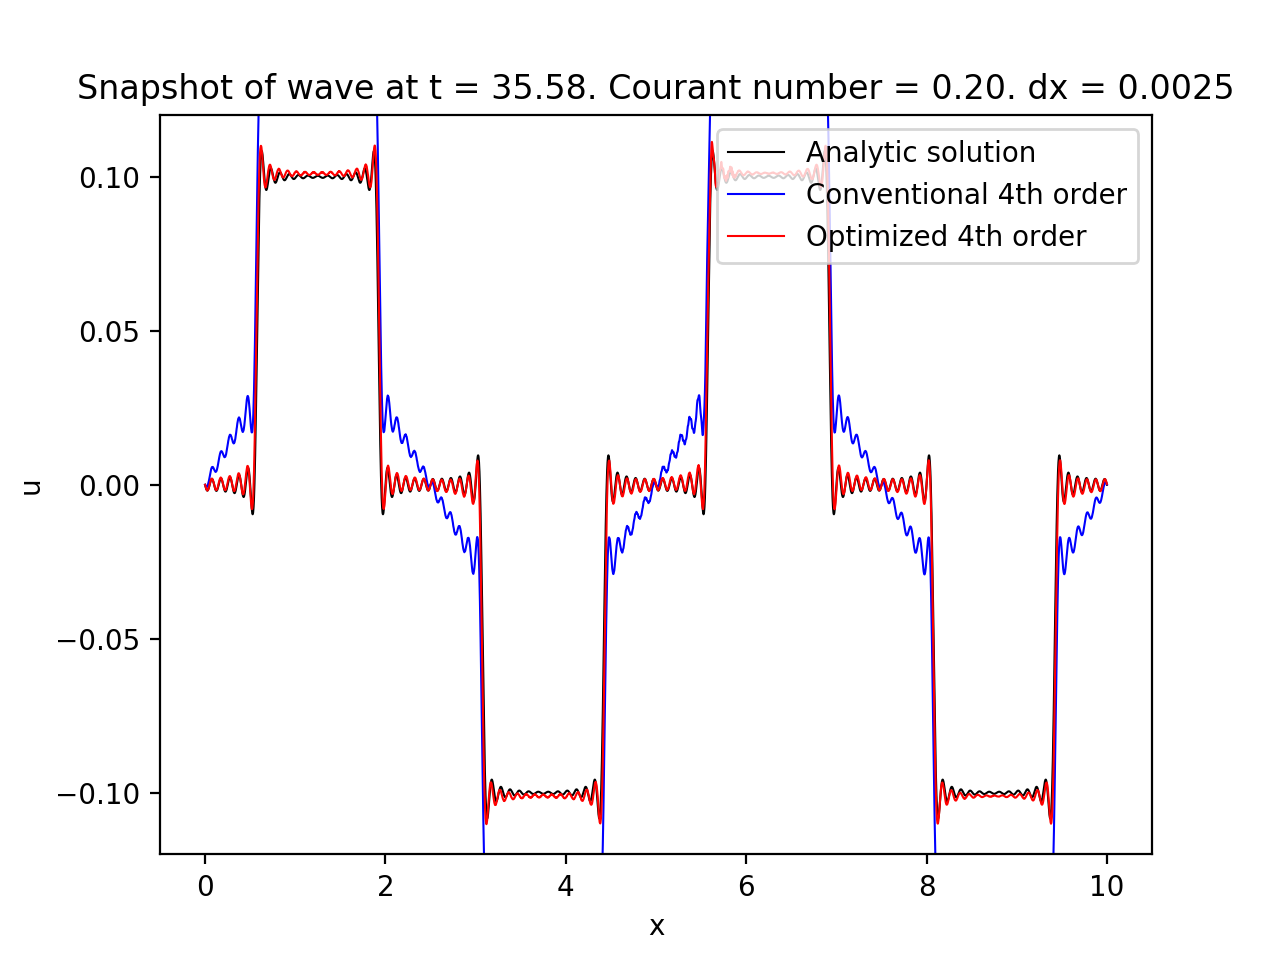 Snapshot of wave at t = 35.58. Courant number = 0.20. dx = 0.0025
Analytic solution
Conventional 4th order
Optimized 4th order
0.10
0.05
0.00
−0.05
−0.10
u
0 2 4 6 8 10
x